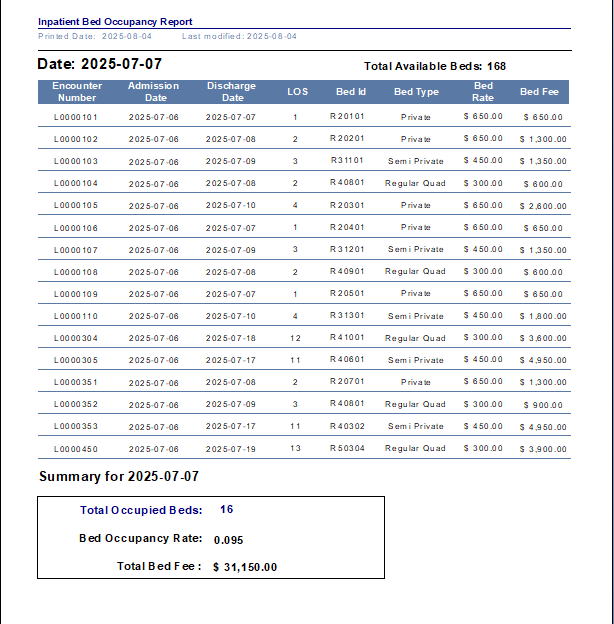 Inpatient Bed Occupancy Report
Printed Date: 2025-08-04 Last modified: 2025-08-04
Date: 2025-07-07 Total Available Beds: 168
Encounter Number Admission Date Discharge Date LOS Bed Id Bed Type Bed Rate Bed Fee
L0000101 2025-07-06 2025-07-07 1 R20101 Private $ 650.00 $ 650.00
L0000102 2025-07-06 2025-07-08 2 R20201 Private $ 650.00 $ 1,300.00
L0000103 2025-07-06 2025-07-09 3 R31101 Semi Private $ 450.00 $ 1,350.00
L0000104 2025-07-06 2025-07-08 2 R40801 Regular Quad $ 300.00 $ 600.00
L0000105 2025-07-06 2025-07-10 4 R20301 Private $ 650.00 $ 2,600.00
L0000106 2025-07-06 2025-07-07 1 R20401 Private $ 650.00 $ 650.00
L0000107 2025-07-06 2025-07-09 3 R31201 Semi Private $ 450.00 $ 1,350.00
L0000108 2025-07-06 2025-07-08 2 R40901 Regular Quad $ 300.00 $ 600.00
L0000109 2025-07-06 2025-07-07 1 R20501 Private $ 650.00 $ 650.00
L0000110 2025-07-06 2025-07-10 4 R31301 Semi Private $ 450.00 $ 1,800.00
L0000304 2025-07-06 2025-07-18 12 R41001 Regular Quad $ 300.00 $ 3,600.00
L0000305 2025-07-06 2025-07-17 11 R40601 Semi Private $ 450.00 $ 4,950.00
L0000351 2025-07-06 2025-07-08 2 R20701 Private $ 650.00 $ 1,300.00
L0000352 2025-07-06 2025-07-09 3 R40801 Regular Quad $ 300.00 $ 900.00
L0000353 2025-07-06 2025-07-17 11 R40302 Semi Private $ 450.00 $ 4,950.00
L0000450 2025-07-06 2025-07-19 13 R50304 Regular Quad $ 300.00 $ 3,900.00
Summary for 2025-07-07
Total Occupied Beds: 16
Bed Occupancy Rate: 0.095
Total Bed Fee : $ 31,150.00